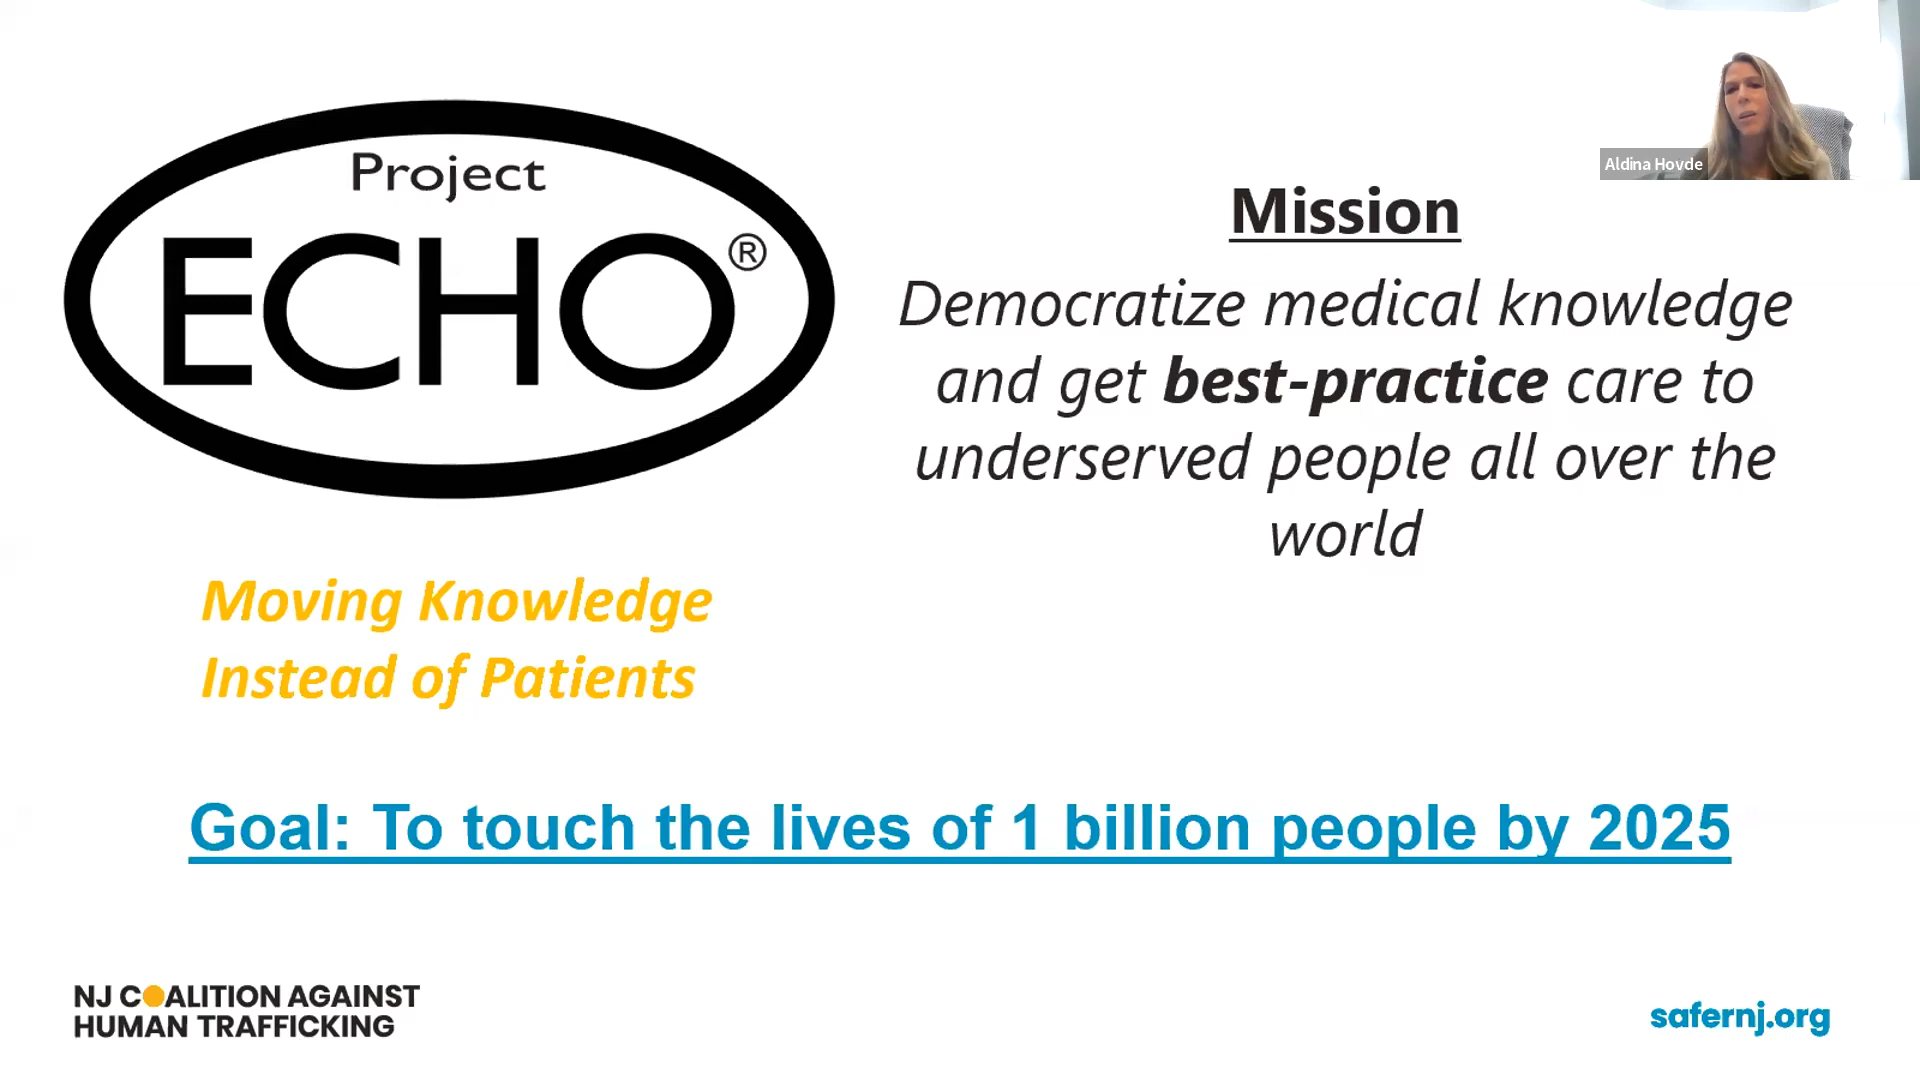 Project
ECHO®
Moving Knowledge
Instead of Patients
Aldina Hovde
Mission
Democratize medical knowledge
and get best-practice care to
underserved people all over the
world
Goal: To touch the lives of 1 billion people by 2025
NJ COALITION AGAINST
HUMAN TRAFFICKING
safernj.org